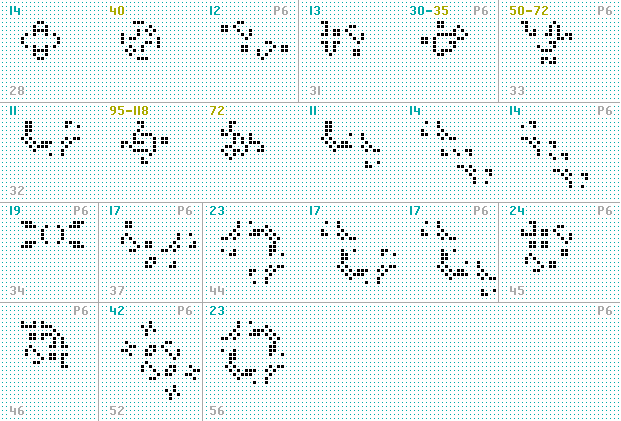 14 40 12 P6 13 30-35 P6 50-72 P6
28 31 33
11 95-118 72 11 14 14 P6
32
19 P6 17 P6 23 17 17 P6 24 P6
34 37 44 45
P6 42 P6 23 P6
46 52 56